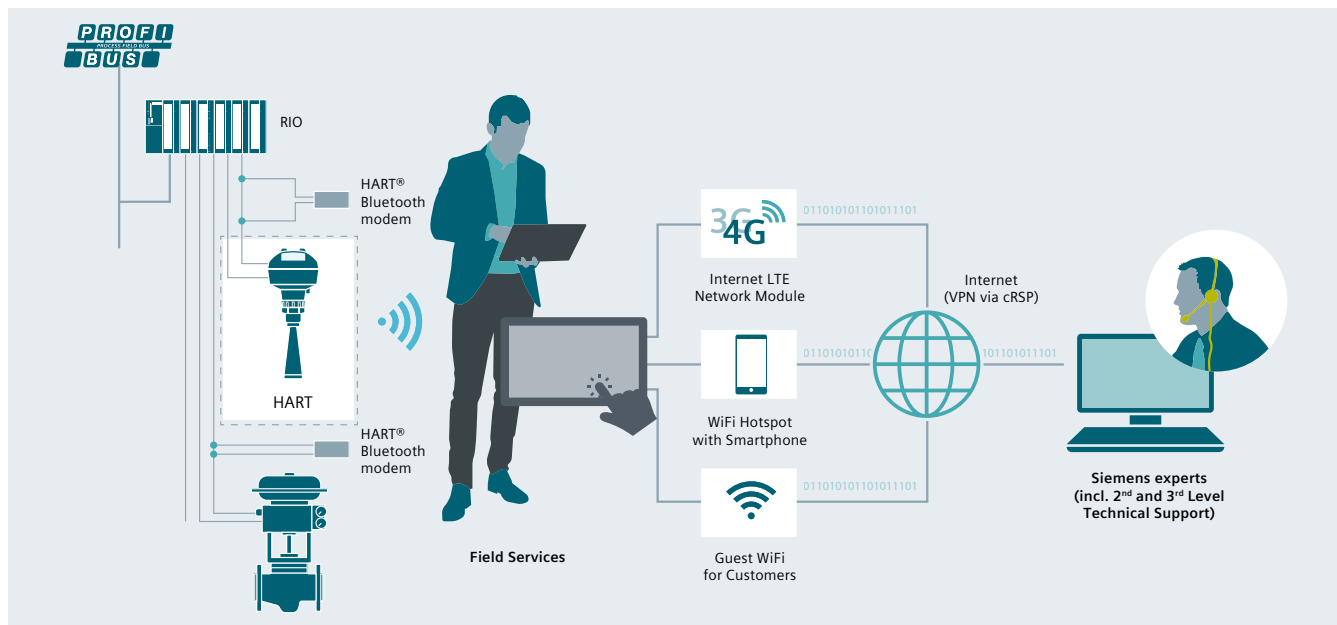 PROFI
PROCESS FIELD BUS
BUS
RIO
HART®
Bluetooth
modem
HART
HART®
Bluetooth
modem
Field Services
3G
4G
Internet LTE
Network Module
WiFi Hotspot
with Smartphone
Guest WiFi
for Customers
011010101101011101
0110101011
011010101101011101
Internet
(VPN via cRSP)
101101011101
Siemens experts
(incl. 2nd and 3rd Level
Technical Support)